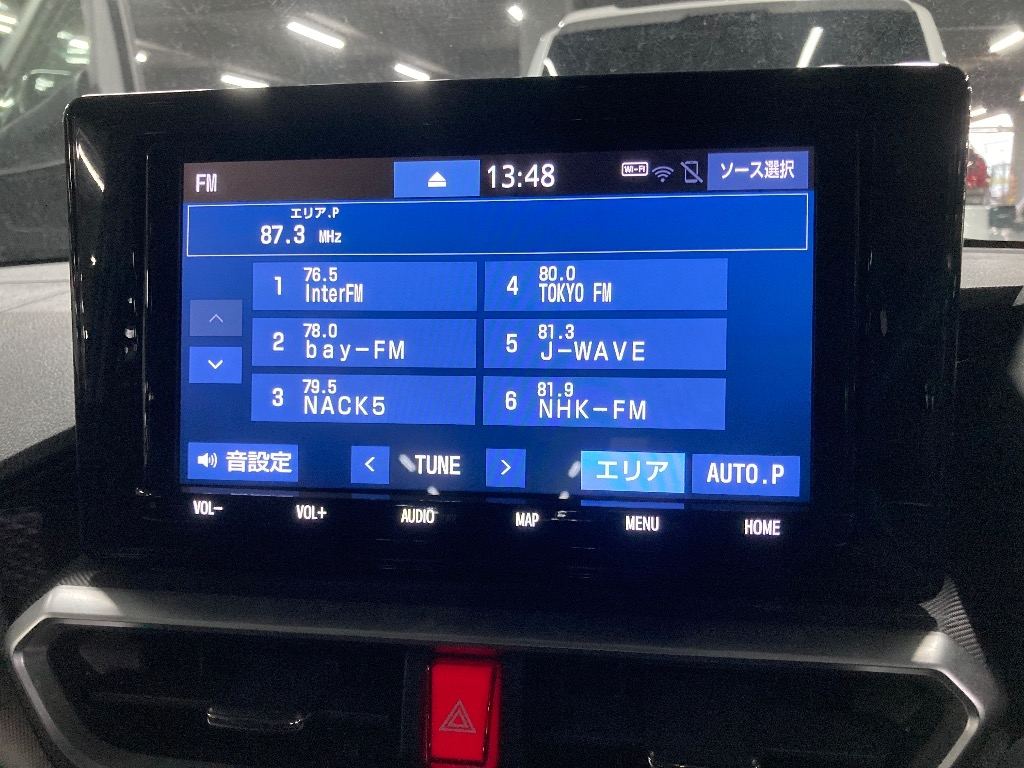 FM
13:48
Wi-Fi
ソース選択
エリア.P
87.3 MHz
1 76.5
InterFM
4 80.0
TOKYO FM
2 78.0
bay-FM
5 81.3
J-WAVE
3 79.5
NACK5
6 81.9
NHK-FM
音設定
TUNE
エリア
AUTO.P
VOL-
VOL+
AUDIO
MAP
MENU
HOME